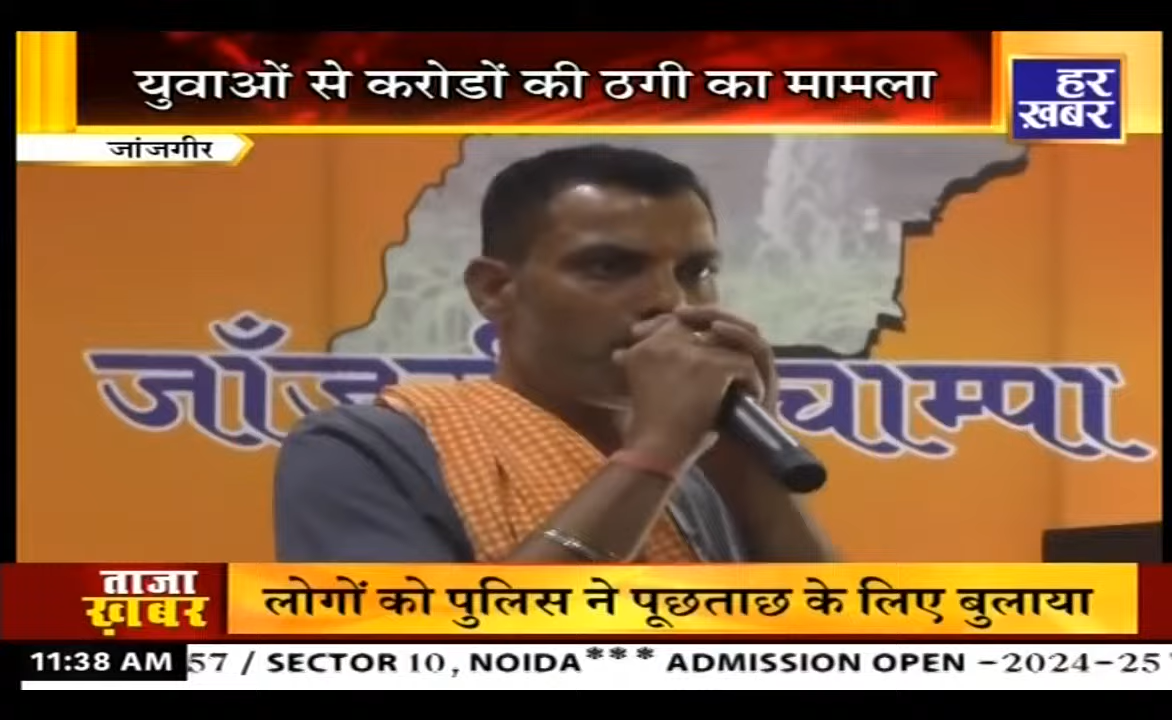 युवाओं से करोडों की ठगी का मामला
हर
ख़बर
जांजगीर
जाँज
चाम्पा
ताजा
ख़बर
लोगों को पुलिस ने पूछताछ के लिए बुलाया
11:38 AM
57 / SECTOR 10, NOIDA*** ADMISSION OPEN -2024-25